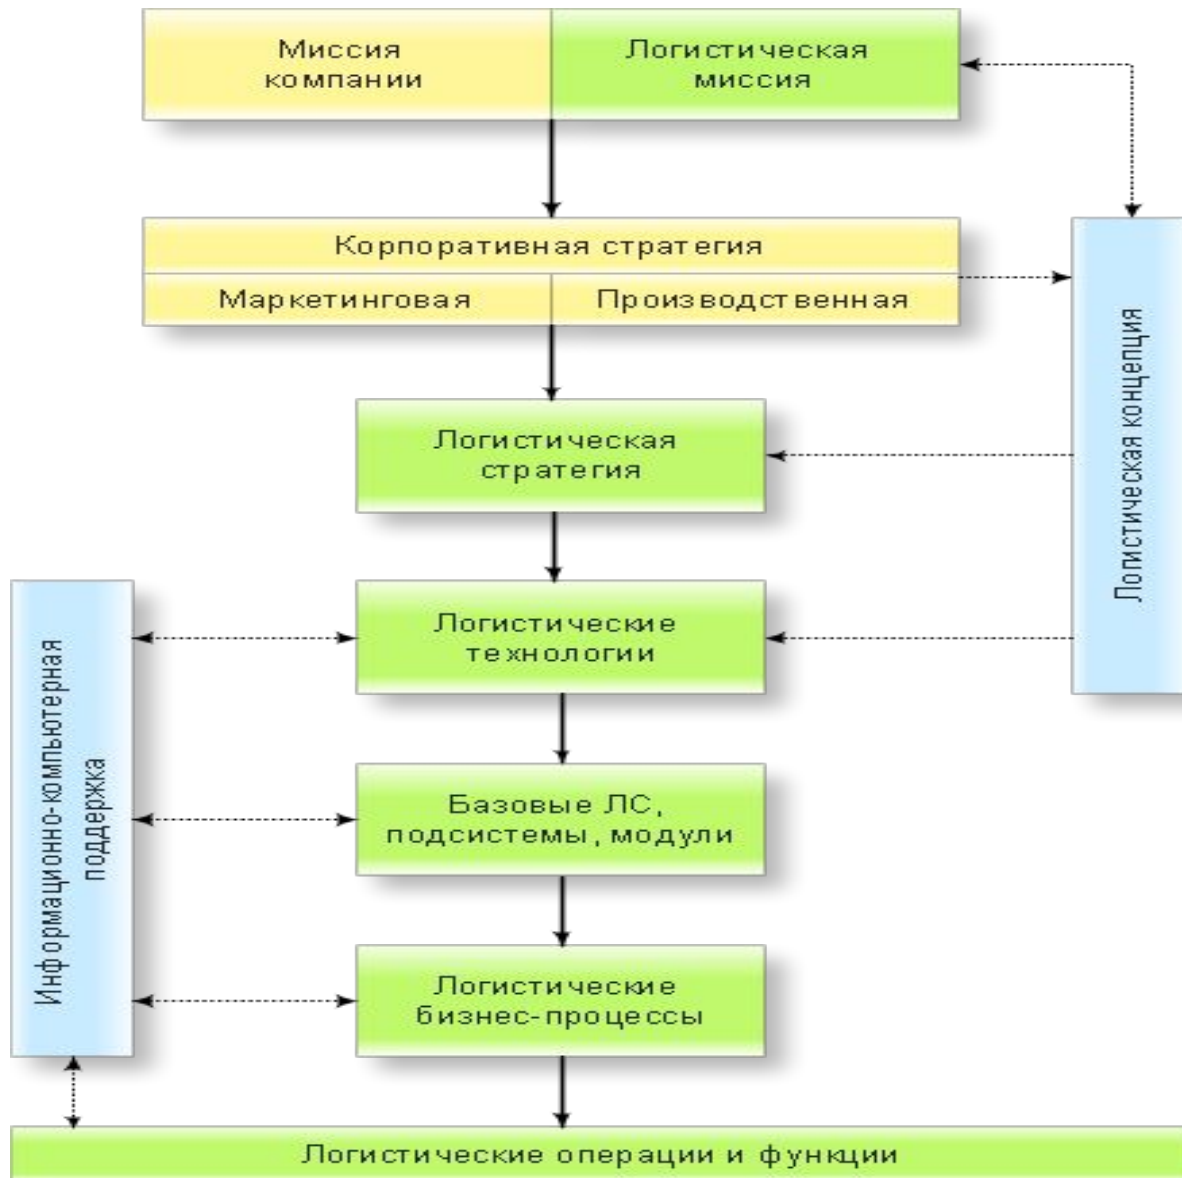 Миссия
компании
Логистическая
миссия
Корпоративная стратегия
Маркетинговая
Производственная
Логистическая концепция
Логистическая
стратегия
Логистические
технологии
Информационно-компьютерная
поддержка
Базовые ЛС,
подсистемы, модули
Логистические
бизнес-процессы
Логистические операции и функции